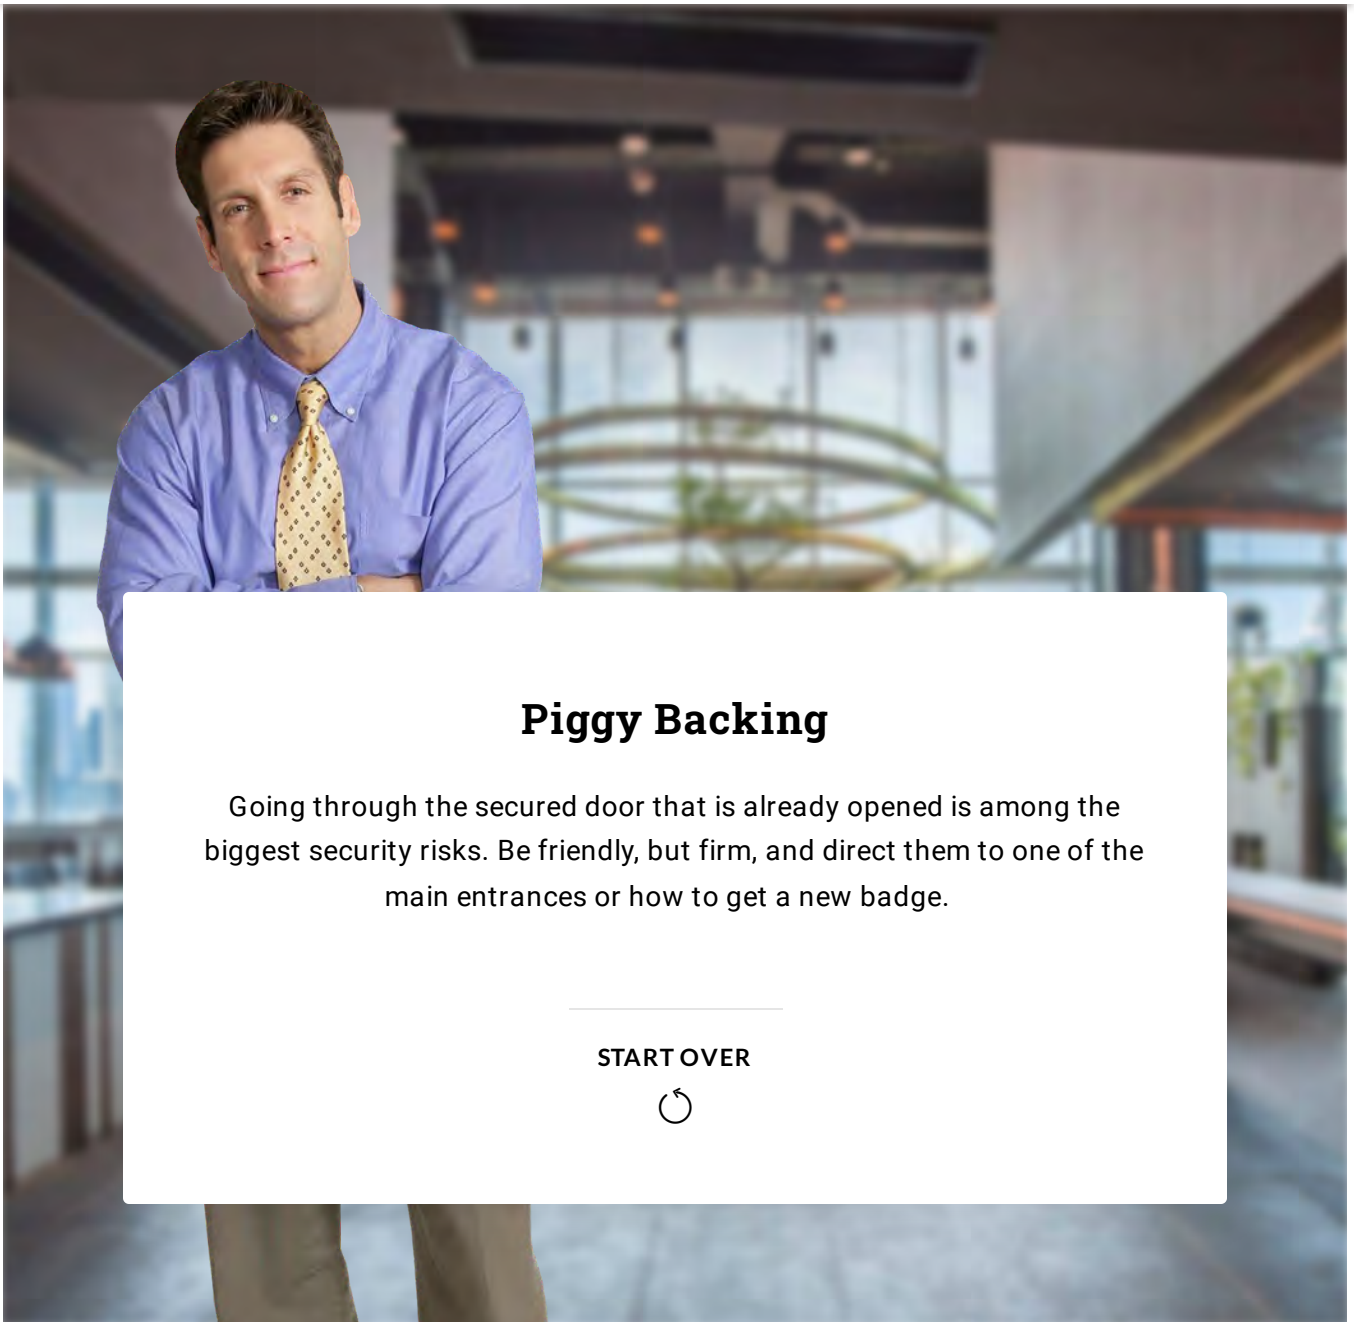 Piggy Backing
Going through the secured door that is already opened is among the
biggest security risks. Be friendly, but firm, and direct them to one of the
main entrances or how to get a new badge.
START OVER